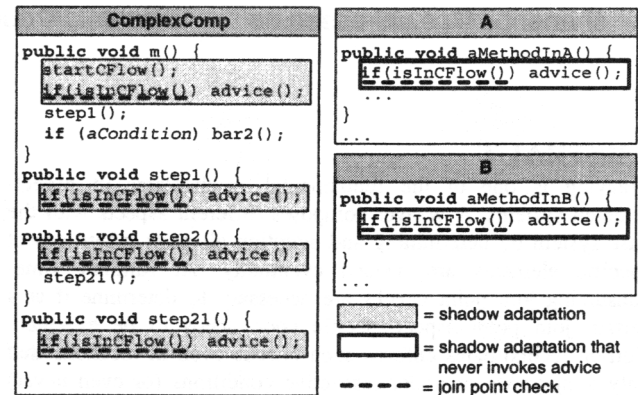 ComplexComp
public void m() {
startCFlow();
if(isInCFlow()) advice();
step1();
if (aCondition) bar2();
}
public void step1() {
if(isInCFlow()) advice();
}
public void step2() {
if(isInCFlow()) advice();
step21();
}
public void step21() {
if(isInCFlow()) advice();
...
}
A
public void aMethodInA() {
if(isInCFlow()) advice();
...
}
...
B
public void aMethodInB() {
if(isInCFlow()) advice();
...
}
...
= shadow adaptation
= shadow adaptation that
never invokes advice
= join point check